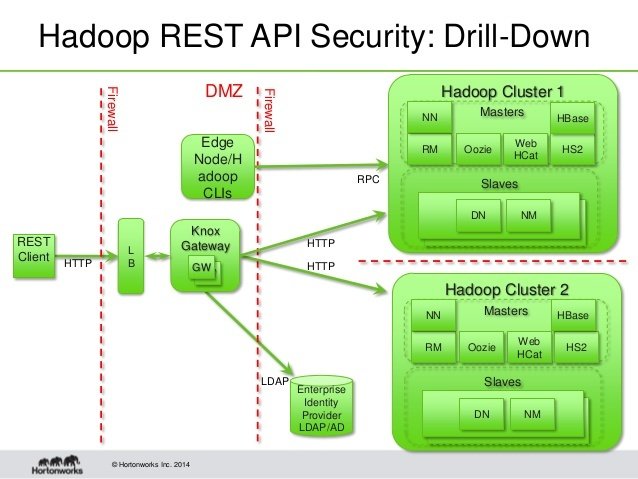 Hadoop REST API Security: Drill-Down
Firewall
DMZ
Firewall
Edge
Node/H
adoop
CLIs
RPC
REST
Client
HTTP
L
B
Knox
Gateway
GW
HTTP
HTTP
LDAP
Enterprise
Identity
Provider
LDAP/AD
Hadoop Cluster 1
Masters
NN
HBase
RM
Oozie
Web
HCat
HS2
Slaves
DN
NM
Hadoop Cluster 2
Masters
NN
HBase
RM
Oozie
Web
HCat
HS2
Slaves
DN
NM
Hortonworks
© Hortonworks Inc. 2014